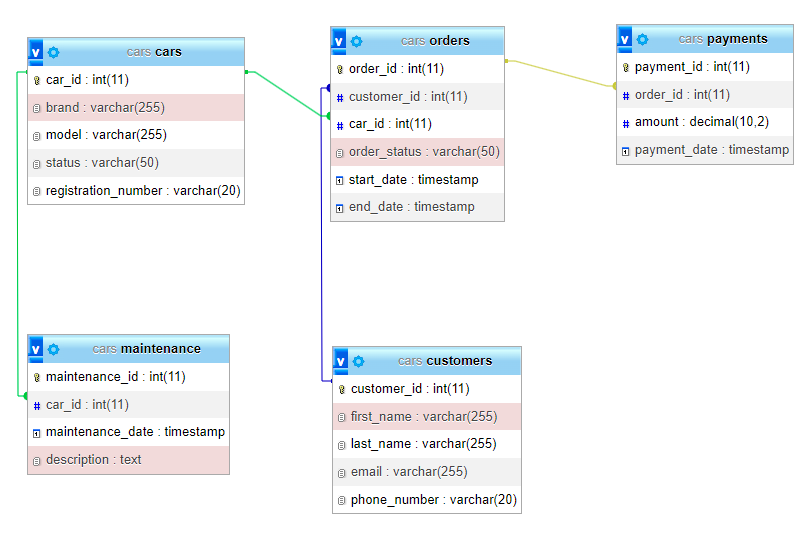 v cars cars
car_id : int(11)
brand : varchar(255)
model : varchar(255)
status : varchar(50)
registration_number : varchar(20)
v cars orders
order_id : int(11)
# customer_id : int(11)
# car_id : int(11)
order_status : varchar(50)
start_date : timestamp
end_date : timestamp
v cars payments
payment_id : int(11)
# order_id : int(11)
# amount : decimal(10,2)
payment_date : timestamp
v cars maintenance
maintenance_id : int(11)
# car_id : int(11)
maintenance_date : timestamp
description : text
v cars customers
customer_id : int(11)
first_name : varchar(255)
last_name : varchar(255)
email : varchar(255)
phone_number : varchar(20)